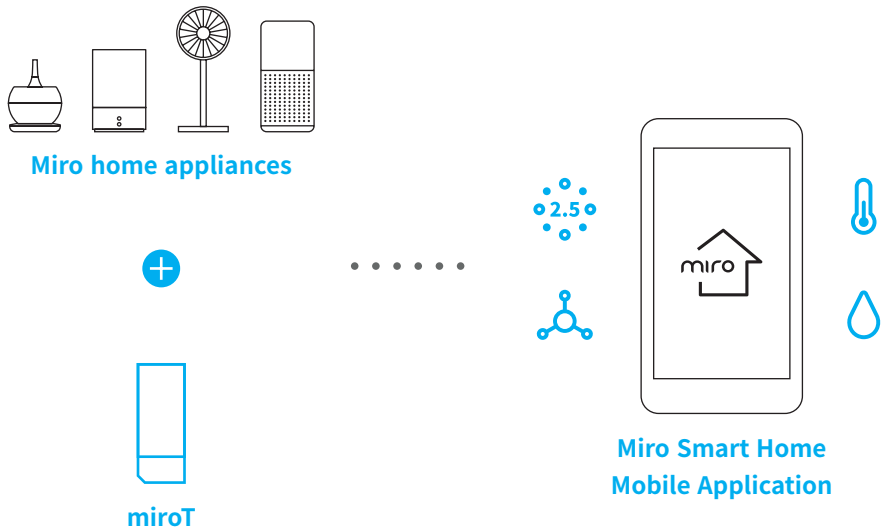 Miro home appliances
2.5
miro
miroT
Miro Smart Home
Mobile Application